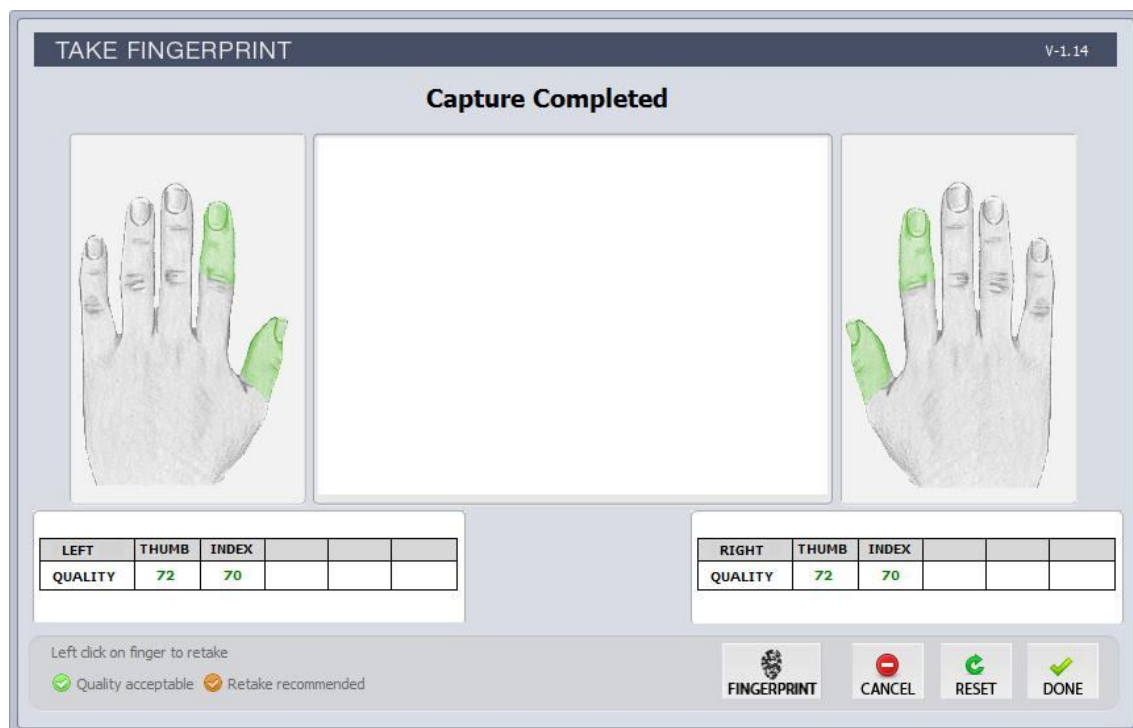 TAKE FINGERPRINT V-1.14
Capture Completed
LEFT THUMB INDEX
QUALITY 72 70
RIGHT THUMB INDEX
QUALITY 72 70
Left click on finger to retake
Quality acceptable Retake recommended
FINGERPRINT CANCEL RESET DONE